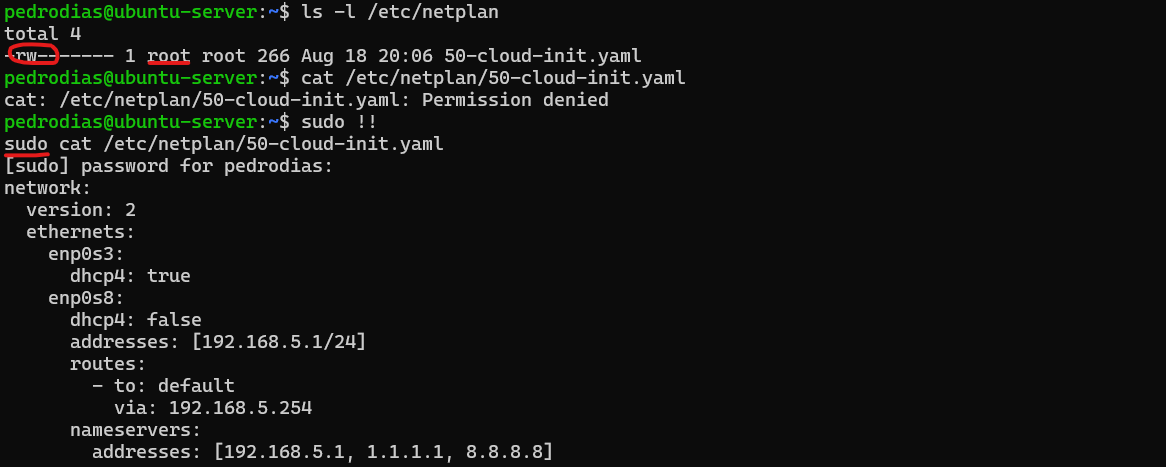 pedrodias@ubuntu-server:~$ ls -l /etc/netplan
total 4
-rw------- 1 root root 266 Aug 18 20:06 50-cloud-init.yaml
pedrodias@ubuntu-server:~$ cat /etc/netplan/50-cloud-init.yaml
cat: /etc/netplan/50-cloud-init.yaml: Permission denied
pedrodias@ubuntu-server:~$ sudo !!
sudo cat /etc/netplan/50-cloud-init.yaml
[sudo] password for pedrodias:
network:
  version: 2
  ethernets:
    enp0s3:
      dhcp4: true
    enp0s8:
      dhcp4: false
      addresses: [192.168.5.1/24]
      routes:
        - to: default
          via: 192.168.5.254
      nameservers:
        addresses: [192.168.5.1, 1.1.1.1, 8.8.8.8]